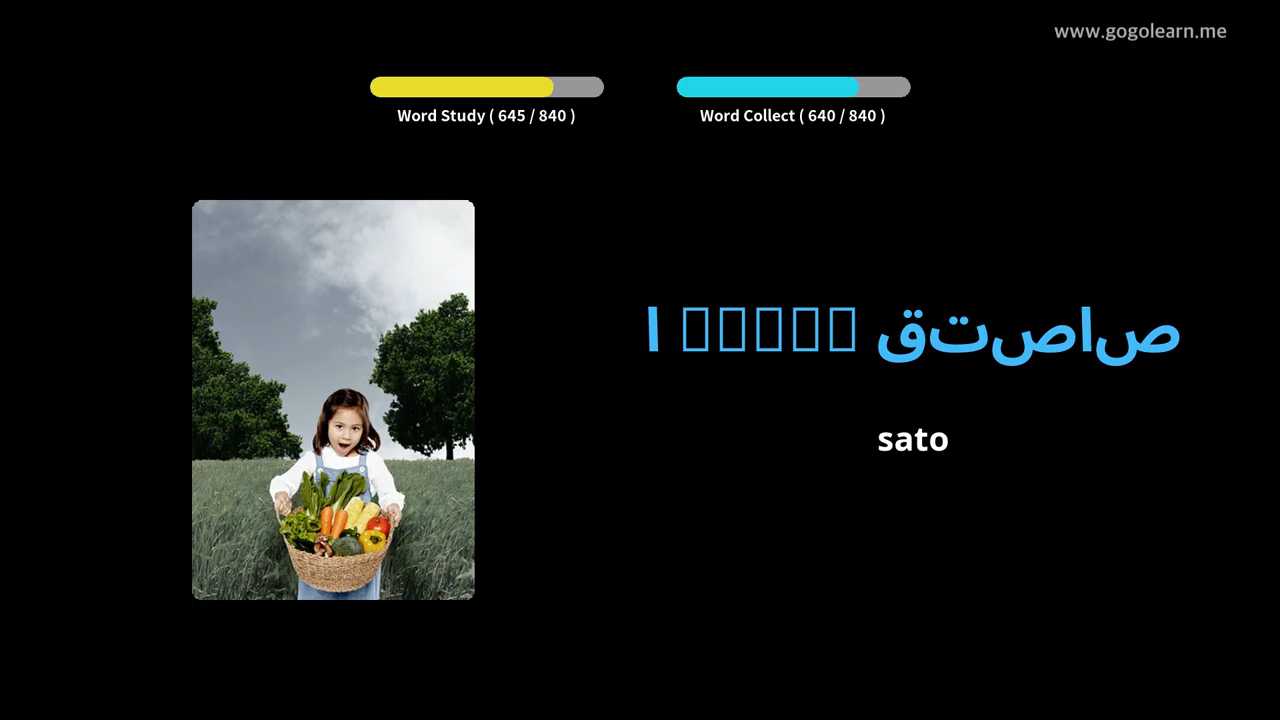 www.gogolearn.me
Word Study ( 645 / 840 )
Word Collect ( 640 / 840 )
صاصتق ا
sato